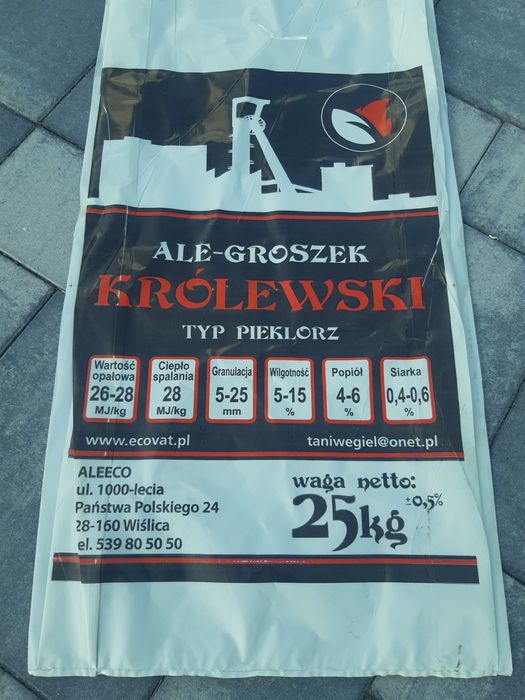 ALE-GROSZEK
KRÓLEWSKI
TYP PIEKLORZ
Wartość opałowa 26-28 MJ/kg
Ciepło spalania 28 MJ/kg
Granulacja 5-25 mm
Wilgotność 5-15 %
Popiół 4-6 %
Siarka 0,4-0,6 %
www.ecovat.pl taniwegiel@onet.pl
ALEECO
ul. 1000-lecia
Państwa Polskiego 24
28-160 Wiślica
el. 539 80 50 50
waga netto:
25kg ±0,5%